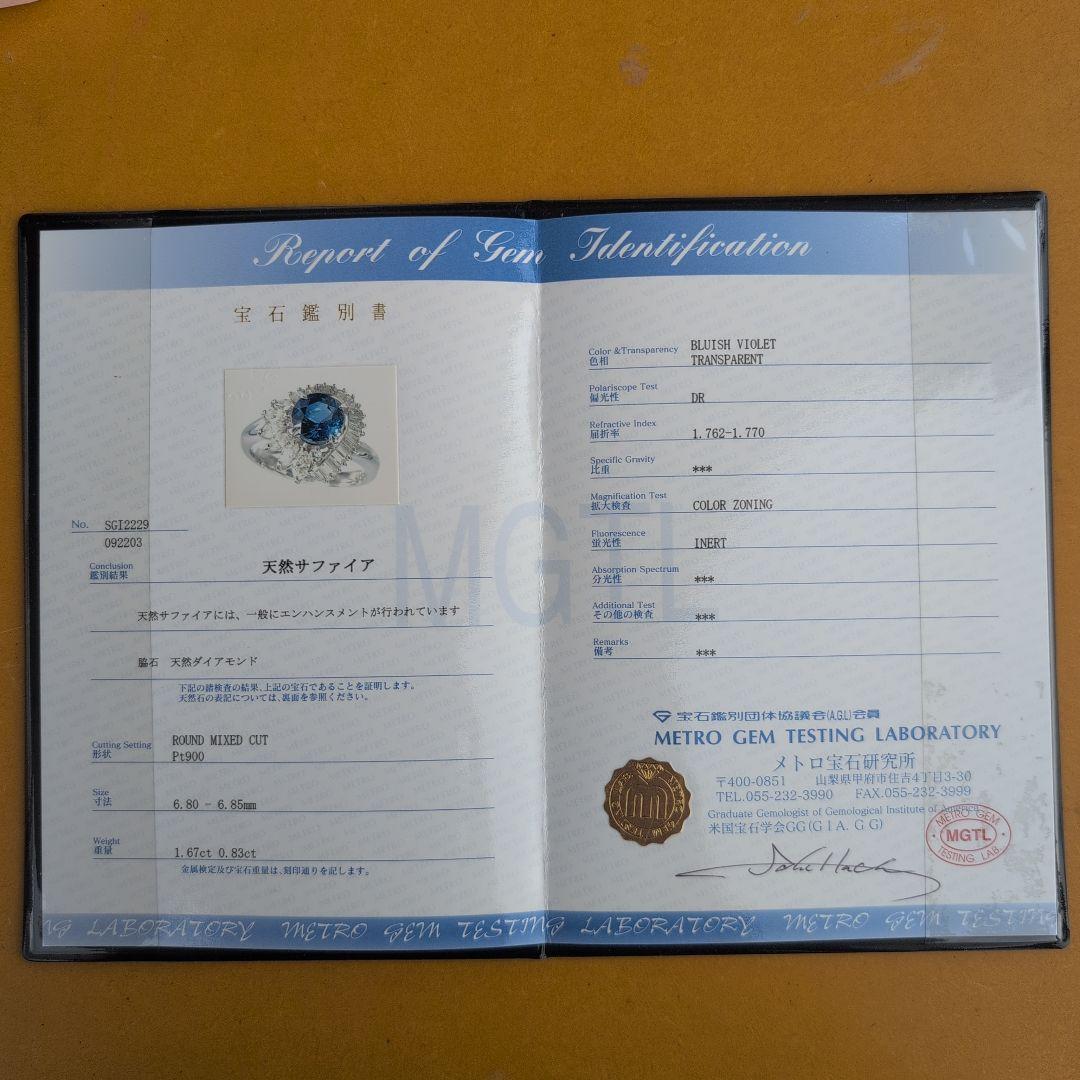 Report of Gem Identification
宝石鑑別書
No. SGI2229
092203
Conclusion
鑑別結果
天然サファイア
天然サファイアには、一般にエンハンスメントが行われています
脇石 天然ダイアモンド
下記の諸検査の結果、上記の宝石であることを証明します。
天然石の表記については、裏面を参照ください。
Cutting Setting ROUND MIXED CUT
形状 Pt900
Size
寸法 6.80 - 6.85mm
Weight
重量 1.67ct 0.83ct
金属検定及び宝石重量は、刻印通りを記します。
MGTL
Color &Transparency BLUISH VIOLET
色相 TRANSPARENT
Polariscope Test
偏光性 DR
Refractive Index
屈折率 1.762-1.770
Specific Gravity
比重 ***
Magnification Test
拡大検査 COLOR ZONING
Fluorescence
蛍光性 INERT
Absorption Spectrum
分光性 ***
Additional Test
その他の検査 ***
Remarks
備考 ***
宝石鑑別団体協議会(A.G.L)会員
METRO GEM TESTING LABORATORY
メトロ宝石研究所
〒400-0851 山梨県甲府市住吉4丁目3-30
TEL.055-232-3990 FAX.055-232-3999
Graduate Gemologist of Gemological Institute of America
米国宝石学会GG(GIA.GG)
METRO GEM
MGTL
TESTING LAB.
LABORATORY METRO GEM TESTING LABORATORY METRO GEM TESTING